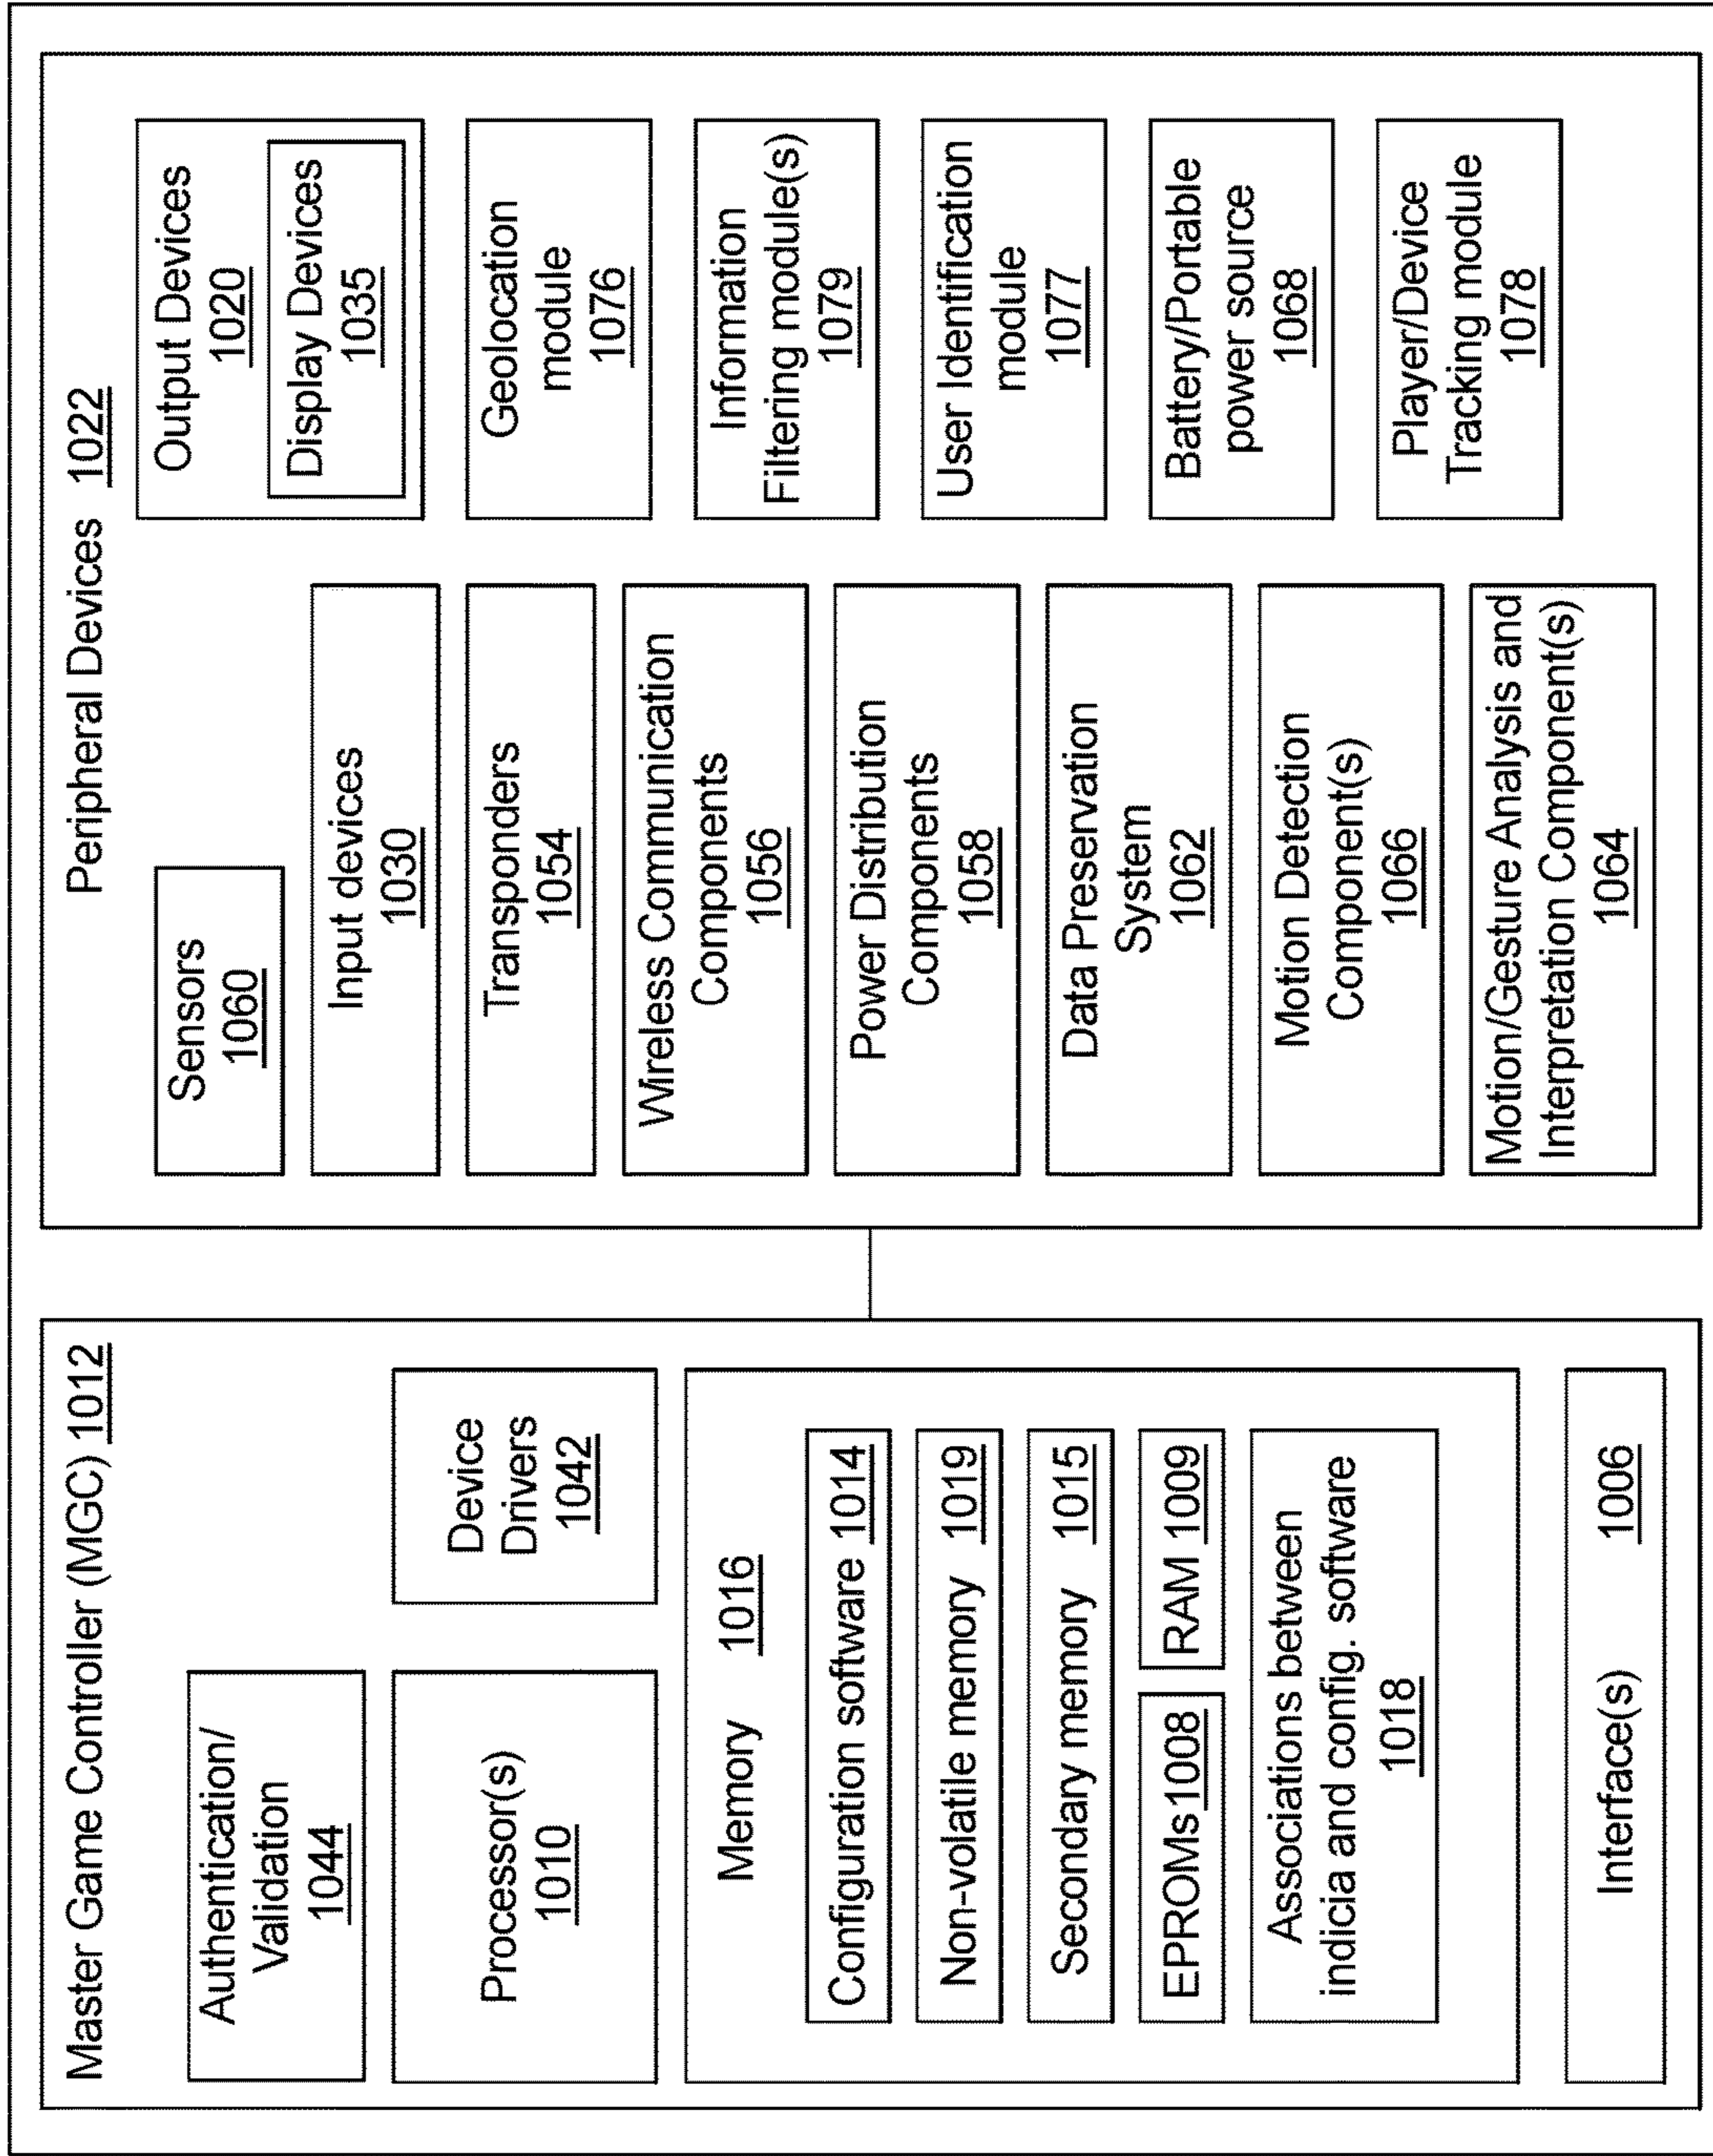 Master Game Controller (MGC) 1012
Authentication/
Validation
1044
Processor(s)
1010
Device
Drivers
1042
Memory 1016
Configuration software 1014
Non-volatile memory 1019
Secondary memory 1015
EPROMs 1008
RAM 1009
Associations between
indicia and config. software
1018
Interface(s) 1006
Peripheral Devices 1022
Sensors
1060
Input devices
1030
Transponders
1054
Wireless Communication
Components
1056
Power Distribution
Components
1058
Data Preservation
System
1062
Motion Detection
Component(s)
1066
Motion/Gesture Analysis and
Interpretation Component(s)
1064
Output Devices
1020
Display Devices
1035
Geolocation
module
1076
Information
Filtering module(s)
1079
User Identification
module
1077
Battery/Portable
power source
1068
Player/Device
Tracking module
1078